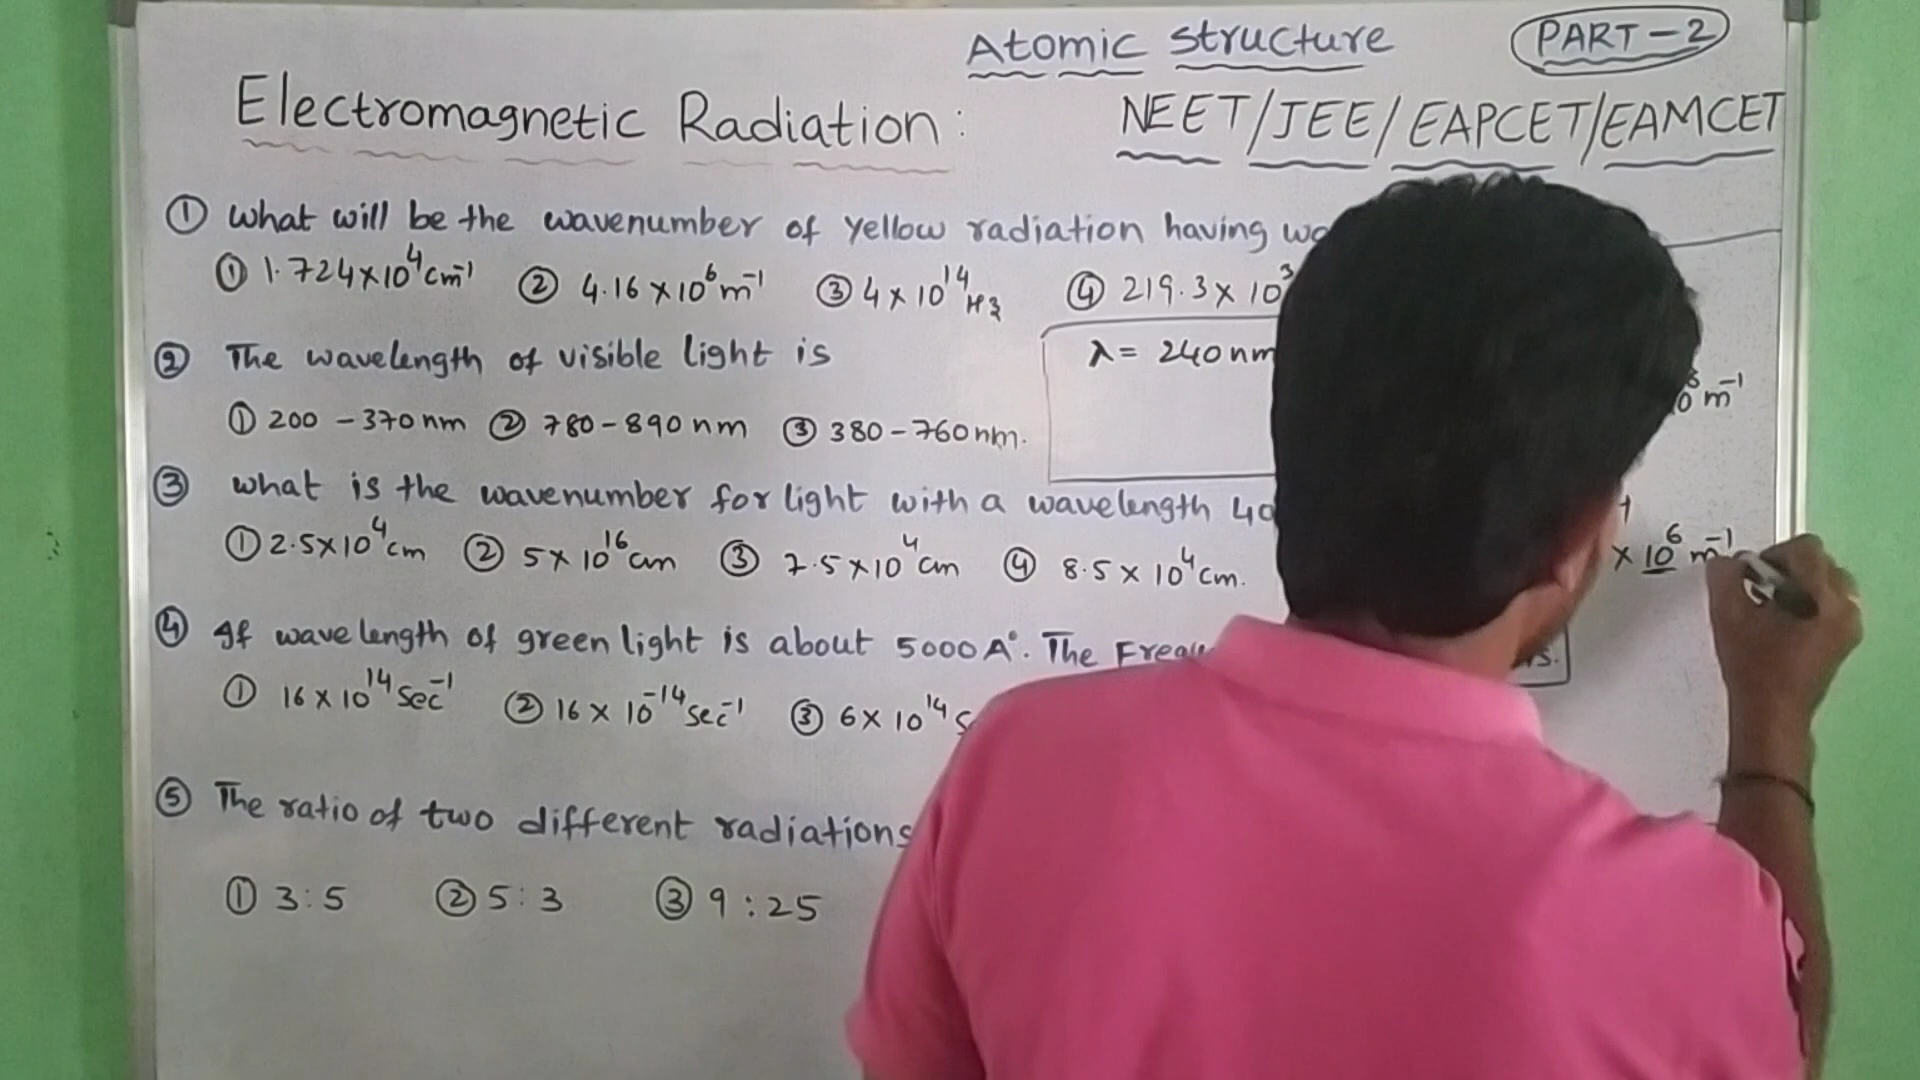 Atomic structure PART-2
Electromagnetic Radiation: NEET/JEE/EAPCET/EAMCET
① What will be the wavenumber of yellow radiation having
① 1.724×10⁴cm⁻¹ ② 4.16×10⁶m⁻¹ ③ 4×10¹⁴Hz ④ 219.3×10³
λ= 240nm
② The wavelength of visible light is
① 200-370nm ② 780-890nm ③ 380-760nm.
③ what is the wavenumber for light with a wavelength
① 2.5×10⁴cm ② 5×10¹⁶cm ③ 7.5×10⁴cm ④ 8.5×10⁴cm.
×10⁶m⁻¹
④ If wavelength of green light is about 5000A°. The
① 16×10¹⁴sec⁻¹ ② 16×10⁻¹⁴sec⁻¹ ③ 6×10¹⁴
⑤ The ratio of two different radiations
① 3:5 ② 5:3 ③ 9:25